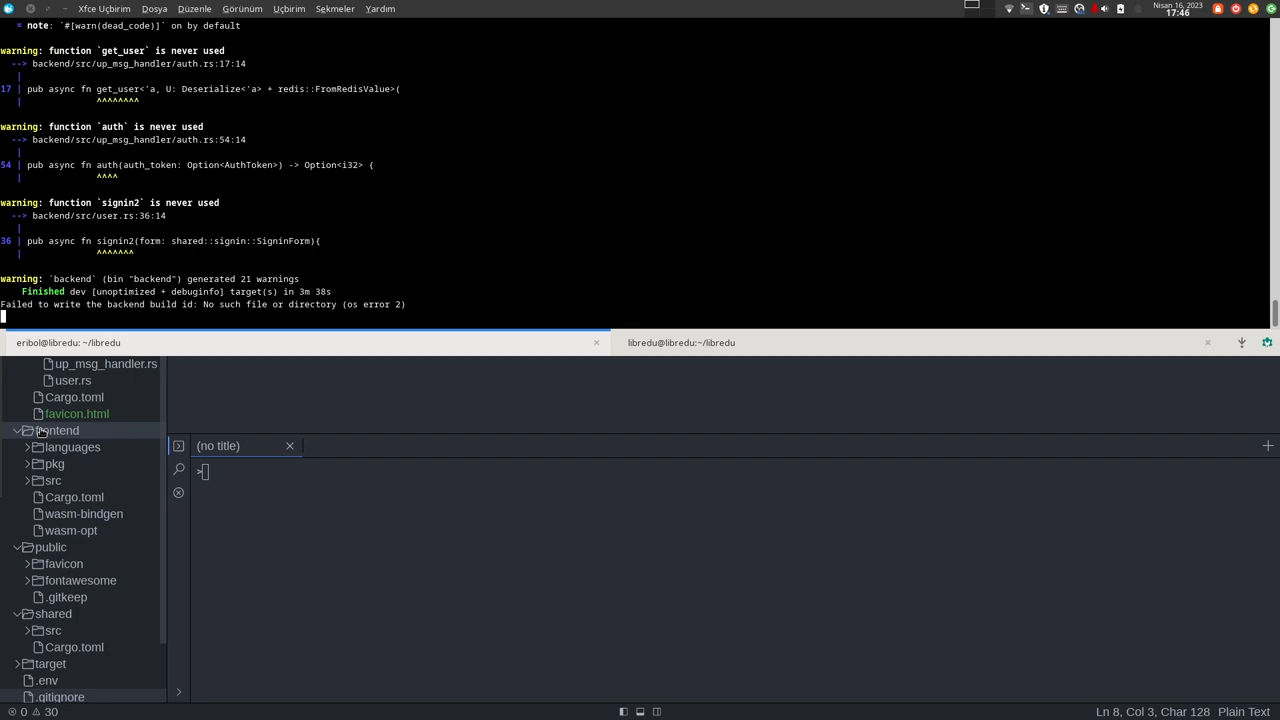 Xfce Uçbirim Dosya Düzenle Görünüm Uçbirim Sekmeler Yardım
Nisan 16, 2023
17:46
= note: `#[warn(dead_code)]` on by default
warning: function `get_user` is never used
--> backend/src/up_msg_handler/auth.rs:17:14
|
17 | pub async fn get_user<'a, U: Deserialize<'a> + redis::FromRedisValue>(
| ^^^^^^^^
warning: function `auth` is never used
--> backend/src/up_msg_handler/auth.rs:54:14
|
54 | pub async fn auth(auth_token: Option<AuthToken>) -> Option<i32> {
| ^^^^
warning: function `signin2` is never used
--> backend/src/user.rs:36:14
|
36 | pub async fn signin2(form: shared::signin::SigninForm){
| ^^^^^^^
warning: `backend` (bin "backend") generated 21 warnings
Finished dev [unoptimized + debuginfo] target(s) in 3m 38s
Failed to write the backend build id: No such file or directory (os error 2)
eribol@libredu: ~/libredu
libredu@libredu:~/libredu
up_msg_handler.rs
user.rs
Cargo.toml
favicon.html
frontend
languages
pkg
src
Cargo.toml
wasm-bindgen
wasm-opt
public
favicon
fontawesome
.gitkeep
shared
src
Cargo.toml
target
.env
.gitignore
(no title)
>
0 30
Ln 8, Col 3, Char 128 Plain Text